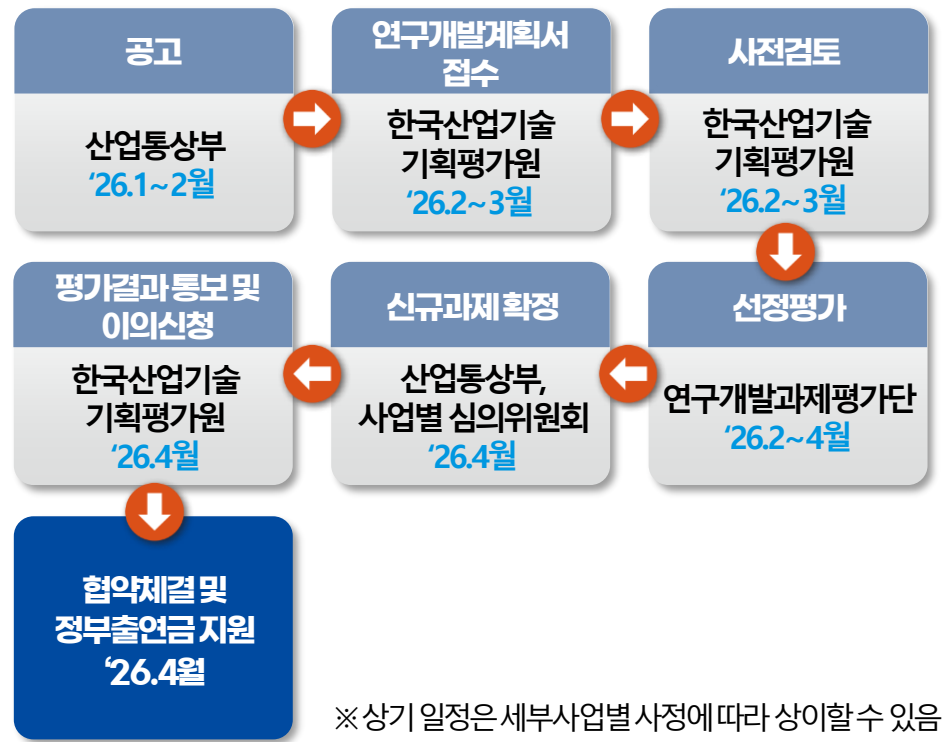 공고
산업통상부
‘26.1~2월
연구개발계획서
접수
한국산업기술
기획평가원
‘26.2~3월
사전검토
한국산업기술
기획평가원
‘26.2~3월
선정평가
연구개발과제평가단
‘26.2~4월
신규과제 확정
산업통상부,
사업별 심의위원회
‘26.4월
평가결과 통보 및
이의신청
한국산업기술
기획평가원
‘26.4월
협약체결 및
정부출연금 지원
‘26.4월
※ 상기 일정은 세부사업별 사정에 따라 상이할 수 있음